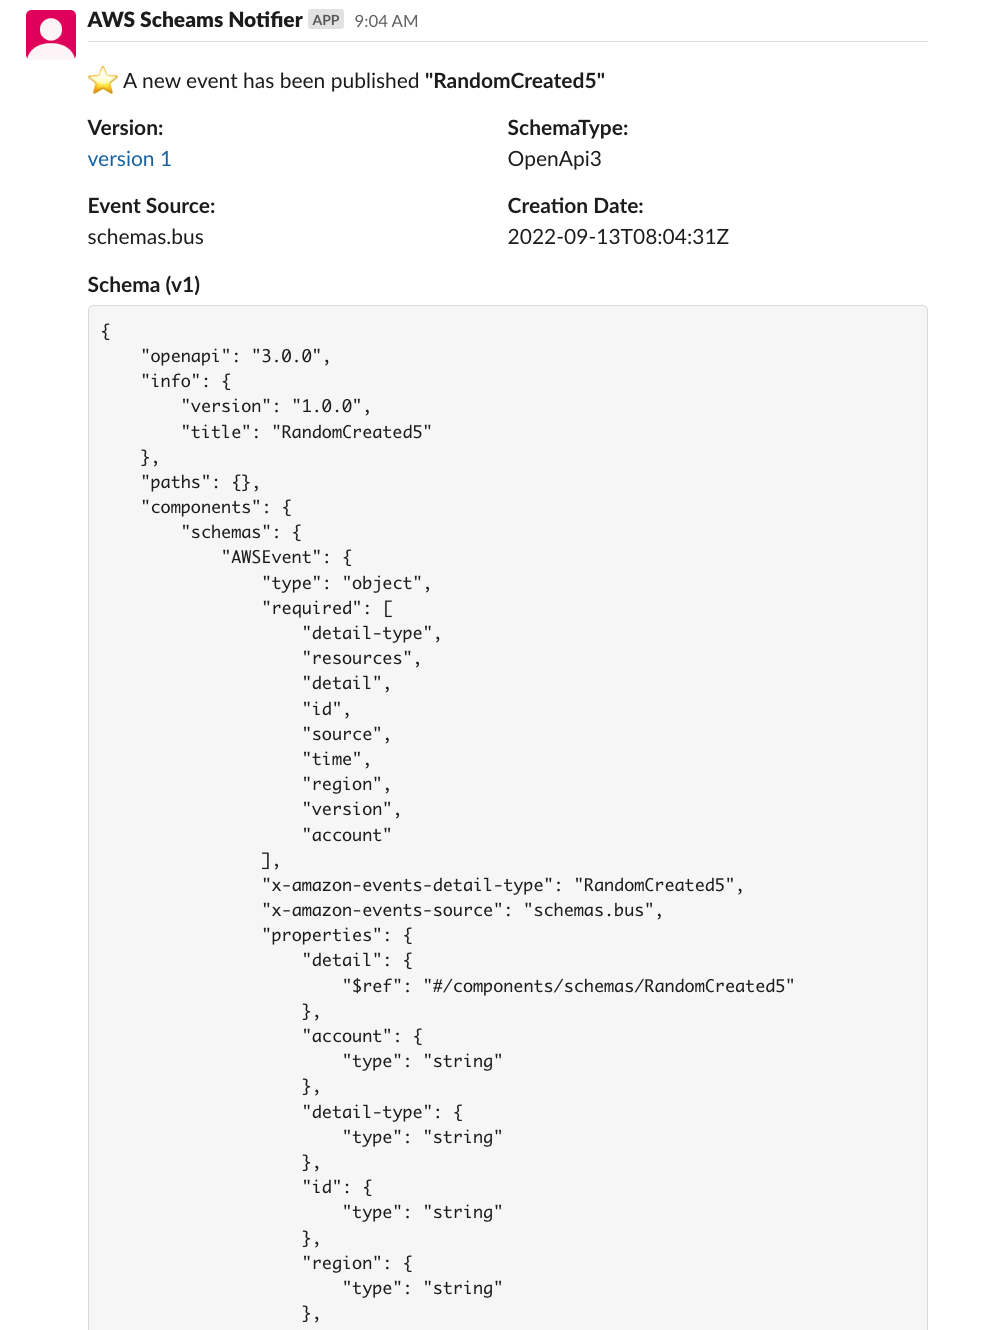 AWS Scheams Notifier APP 9:04 AM
A new event has been published "RandomCreated5"
Version:
version 1
SchemaType:
OpenApi3
Event Source:
schemas.bus
Creation Date:
2022-09-13T08:04:31Z
Schema (v1)
{
    "openapi": "3.0.0",
    "info": {
        "version": "1.0.0",
        "title": "RandomCreated5"
    },
    "paths": {},
    "components": {
        "schemas": {
            "AWSEvent": {
                "type": "object",
                "required": [
                    "detail-type",
                    "resources",
                    "detail",
                    "id",
                    "source",
                    "time",
                    "region",
                    "version",
                    "account"
                ],
                "x-amazon-events-detail-type": "RandomCreated5",
                "x-amazon-events-source": "schemas.bus",
                "properties": {
                    "detail": {
                        "$ref": "#/components/schemas/RandomCreated5"
                    },
                    "account": {
                        "type": "string"
                    },
                    "detail-type": {
                        "type": "string"
                    },
                    "id": {
                        "type": "string"
                    },
                    "region": {
                        "type": "string"
                    },